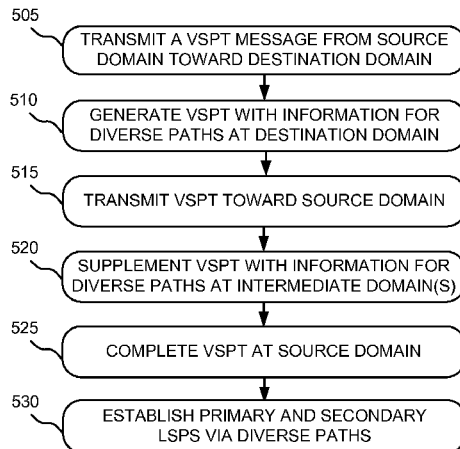 505
TRANSMIT A VSPT MESSAGE FROM SOURCE
DOMAIN TOWARD DESTINATION DOMAIN
510
GENERATE VSPT WITH INFORMATION FOR
DIVERSE PATHS AT DESTINATION DOMAIN
515
TRANSMIT VSPT TOWARD SOURCE DOMAIN
520
SUPPLEMENT VSPT WITH INFORMATION FOR
DIVERSE PATHS AT INTERMEDIATE DOMAIN(S)
525
COMPLETE VSPT AT SOURCE DOMAIN
530
ESTABLISH PRIMARY AND SECONDARY
LSPS VIA DIVERSE PATHS